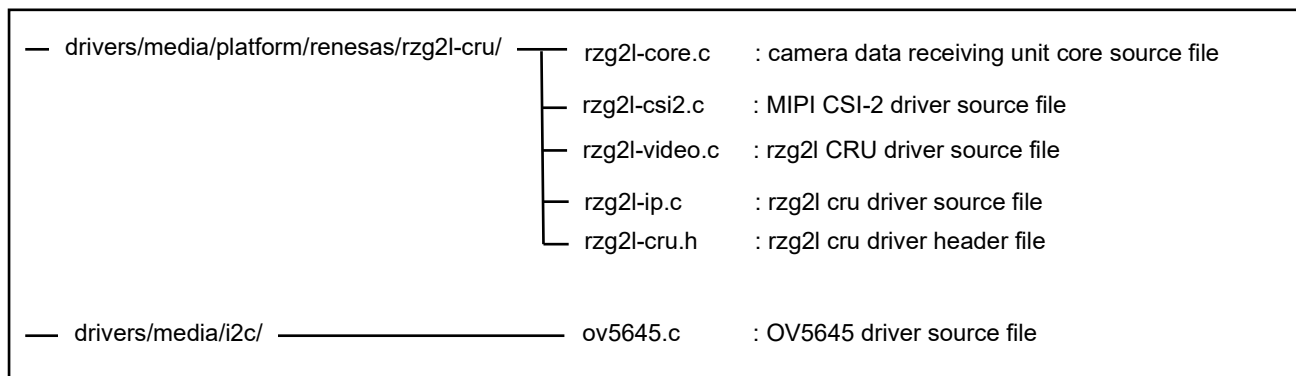 drivers/media/platform/renesas/rzg2l-cru/ rzg2l-core.c : camera data receiving unit core source file
rzg2l-csi2.c : MIPI CSI-2 driver source file
rzg2l-video.c : rzg2l CRU driver source file
rzg2l-ip.c : rzg2l cru driver source file
rzg2l-cru.h : rzg2l cru driver header file
drivers/media/i2c/ ov5645.c : OV5645 driver source file